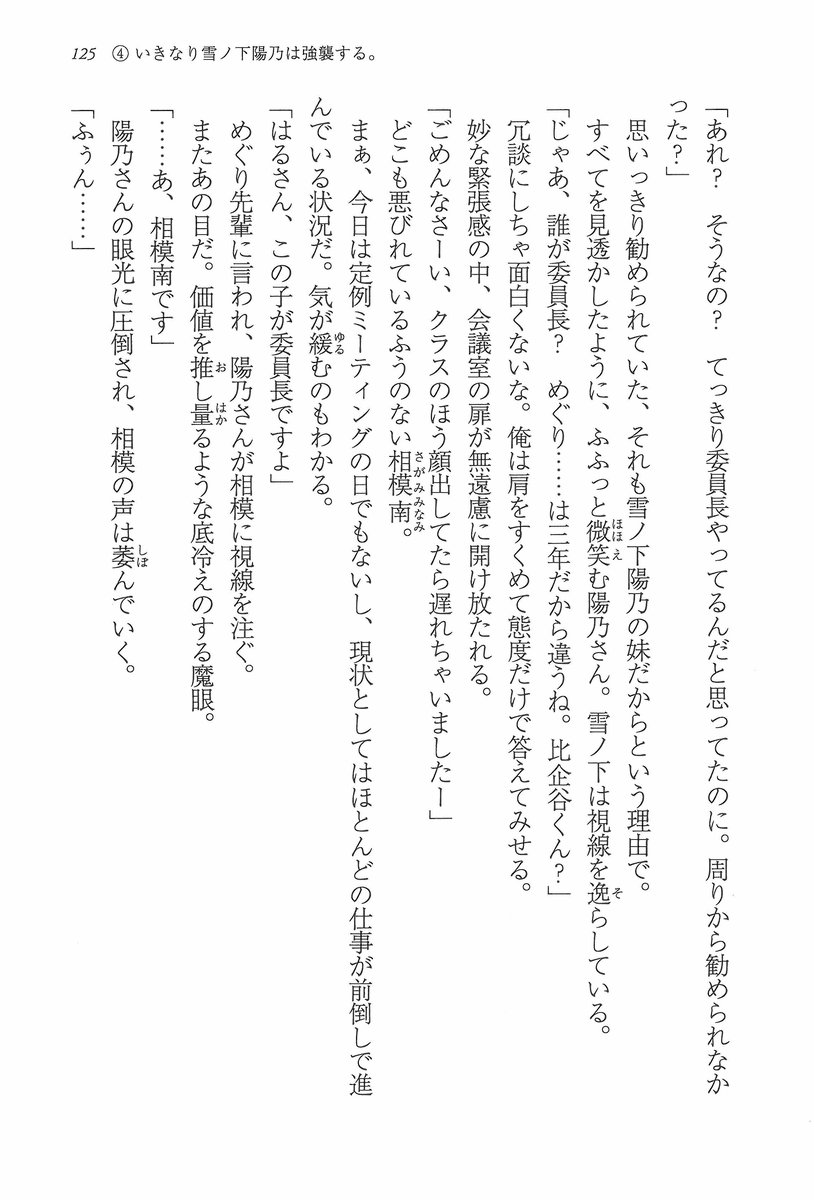 125 ④ いきなり雪ノ下陽乃は強襲する。
「あれ？　そうなの？　てっきり委員長やってるんだと思ってたのに。周りから勧められなか
った？」
思いっきり勧められていた、それも雪ノ下陽乃の妹だからという理由で。
すべてを見透かしたように、ふふっと微笑む陽乃さん。雪ノ下は視線を逸らしている。
「じゃあ、誰が委員長？　めぐり……は三年だから違うね。比企谷くん？」
冗談にしちゃ面白くないな。俺は肩をすくめて態度だけで答えてみせる。
妙な緊張感の中、会議室の扉が無遠慮に開け放たれる。
「ごめんなさーい、クラスのほう顔出してたら遅れちゃいましたー」
どこも悪びれているふうのない相模南。
まぁ、今日は定例ミーティングの日でもないし、現状としてはほとんどの仕事が前倒しで進
んでいる状況だ。気が緩むのもわかる。
「はるさん、この子が委員長ですよ」
めぐり先輩に言われ、陽乃さんが相模に視線を注ぐ。
またあの目だ。価値を推し量るような底冷えのする魔眼。
「……あ、相模南です」
陽乃さんの眼光に圧倒され、相模の声は萎んでいく。
「ふぅん……」